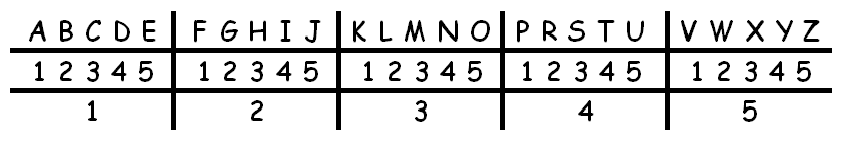 A B C D E F G H I J K L M N O P R S T U V W X Y Z
1 2 3 4 5 1 2 3 4 5 1 2 3 4 5 1 2 3 4 5 1 2 3 4 5
1 2 3 4 5